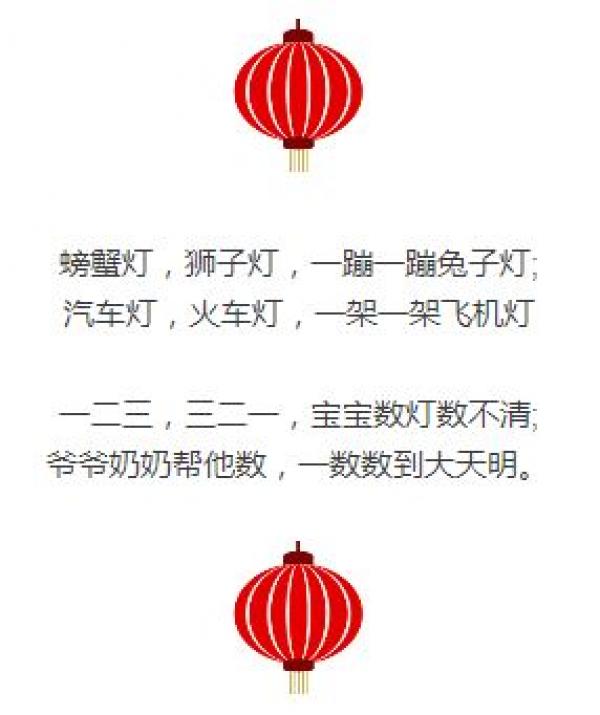 螃蟹灯，狮子灯，一蹦一蹦兔子灯;
汽车灯，火车灯，一架一架飞机灯
一二三，三二一，宝宝数灯数不清;
爷爷奶奶帮他数，一数数到大天明。